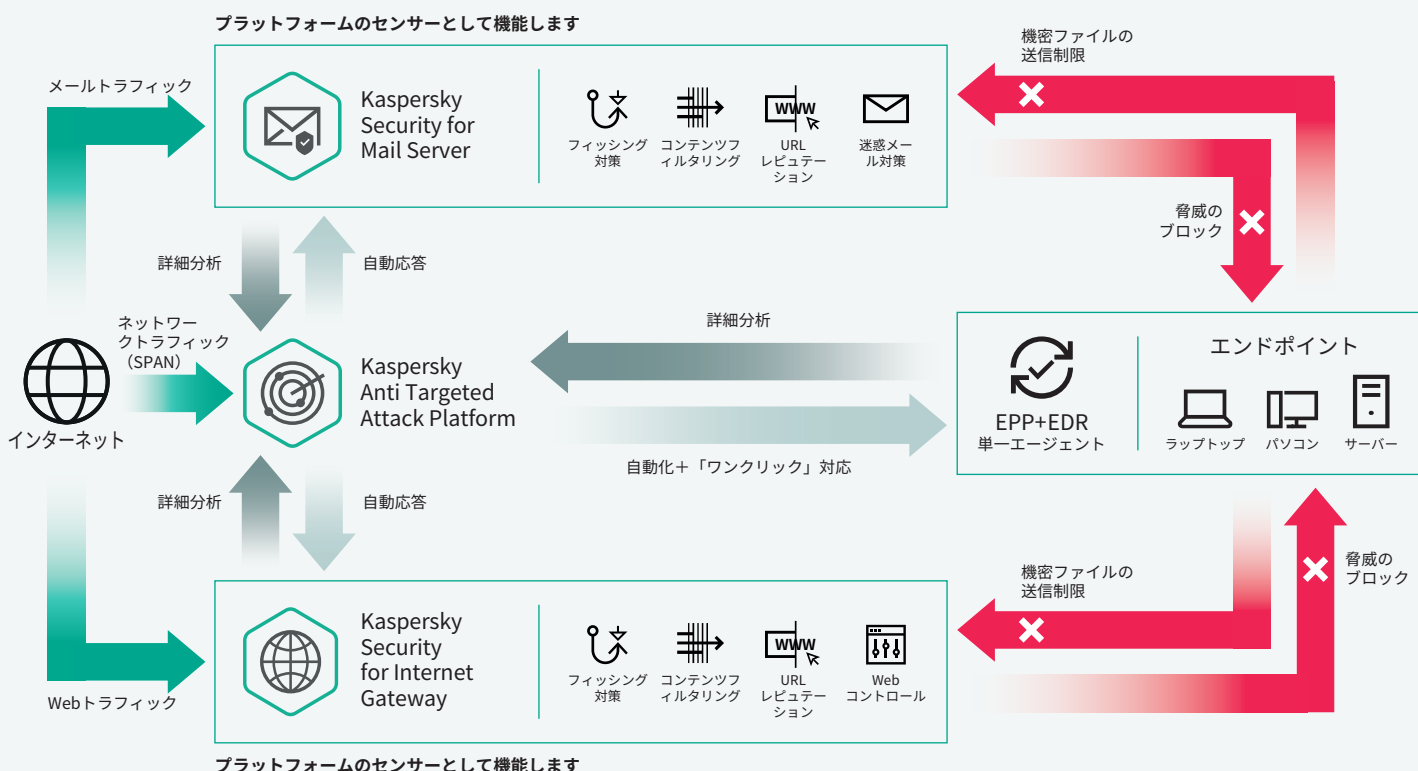 プラットフォームのセンサーとして機能します
メールトラフィック
Kaspersky
Security for
Mail Server
フィッシング
対策
コンテンツフ
ィルタリング
WWW
URL
レピュテー
ション
迷惑メー
ル対策
機密ファイルの
送信制限
脅威の
ブロック
詳細分析
自動応答
ネットワー
クトラフィック
（SPAN）
インターネット
Kaspersky
Anti Targeted
Attack Platform
詳細分析
自動化＋「ワンクリック」対応
EPP+EDR
単一エージェント
エンドポイント
ラップトップ
パソコン
サーバー
詳細分析
自動応答
Webトラフィック
Kaspersky
Security
for Internet
Gateway
フィッシング
対策
コンテンツフ
ィルタリング
WWW
URL
レピュテー
ション
Web
コントロール
機密ファイルの
送信制限
脅威の
ブロック
プラットフォームのセンサーとして機能します